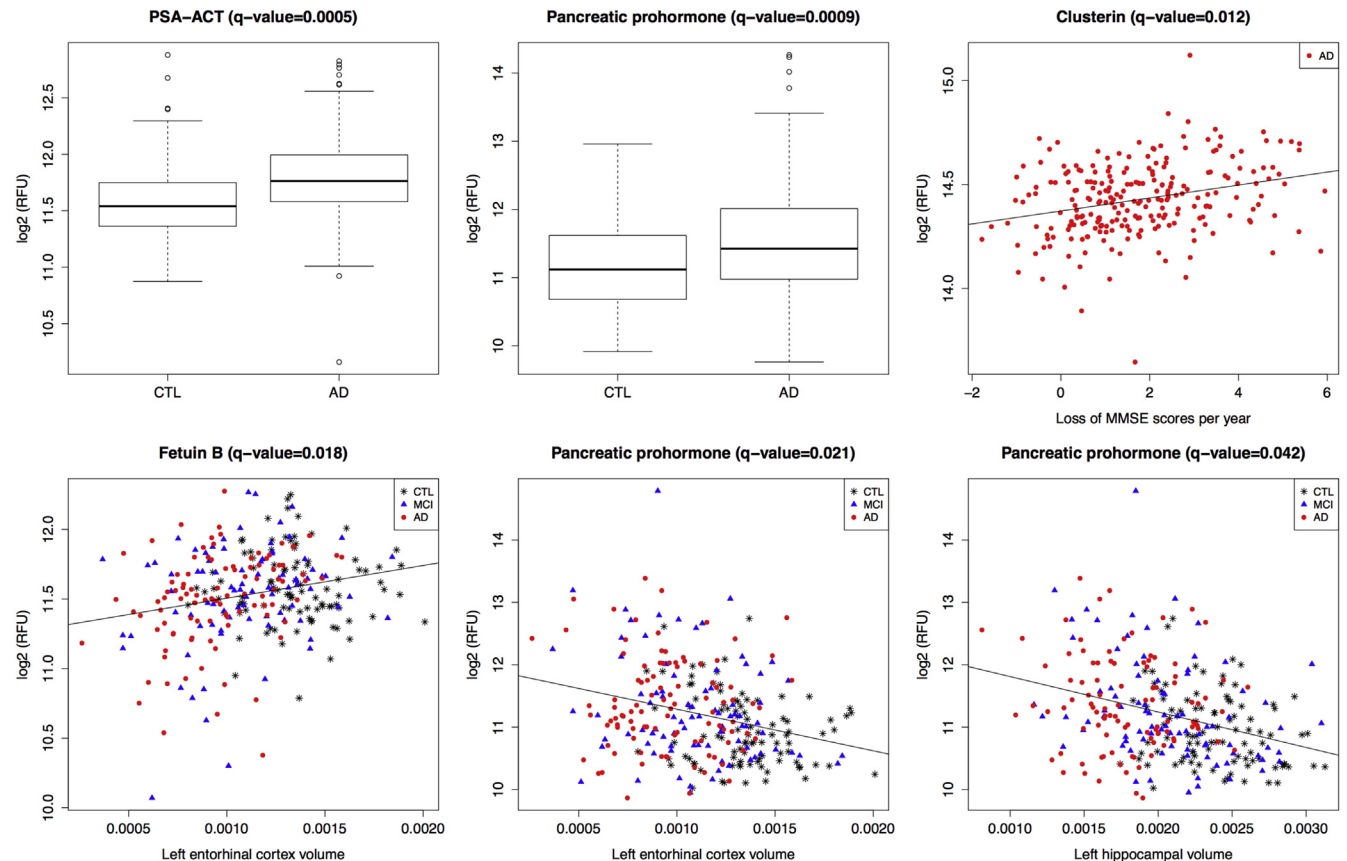 PSA−ACT (q−value=0.0005)
log2 (RFU)
12.5
12.0
11.5
11.0
10.5
CTL
AD
Pancreatic prohormone (q−value=0.0009)
log2 (RFU)
14
13
12
11
10
CTL
AD
Clusterin (q−value=0.012)
AD
log2 (RFU)
15.0
14.5
14.0
−2
0
2
4
6
Loss of MMSE scores per year
Fetuin B (q−value=0.018)
CTL
MCI
AD
log2 (RFU)
12.0
11.5
11.0
10.5
10.0
0.0005
0.0010
0.0015
0.0020
Left entorhinal cortex volume
Pancreatic prohormone (q−value=0.021)
CTL
MCI
AD
log2 (RFU)
14
13
12
11
10
0.0005
0.0010
0.0015
0.0020
Left entorhinal cortex volume
Pancreatic prohormone (q−value=0.042)
CTL
MCI
AD
log2 (RFU)
14
13
12
11
10
0.0010
0.0015
0.0020
0.0025
0.0030
Left hippocampal volume